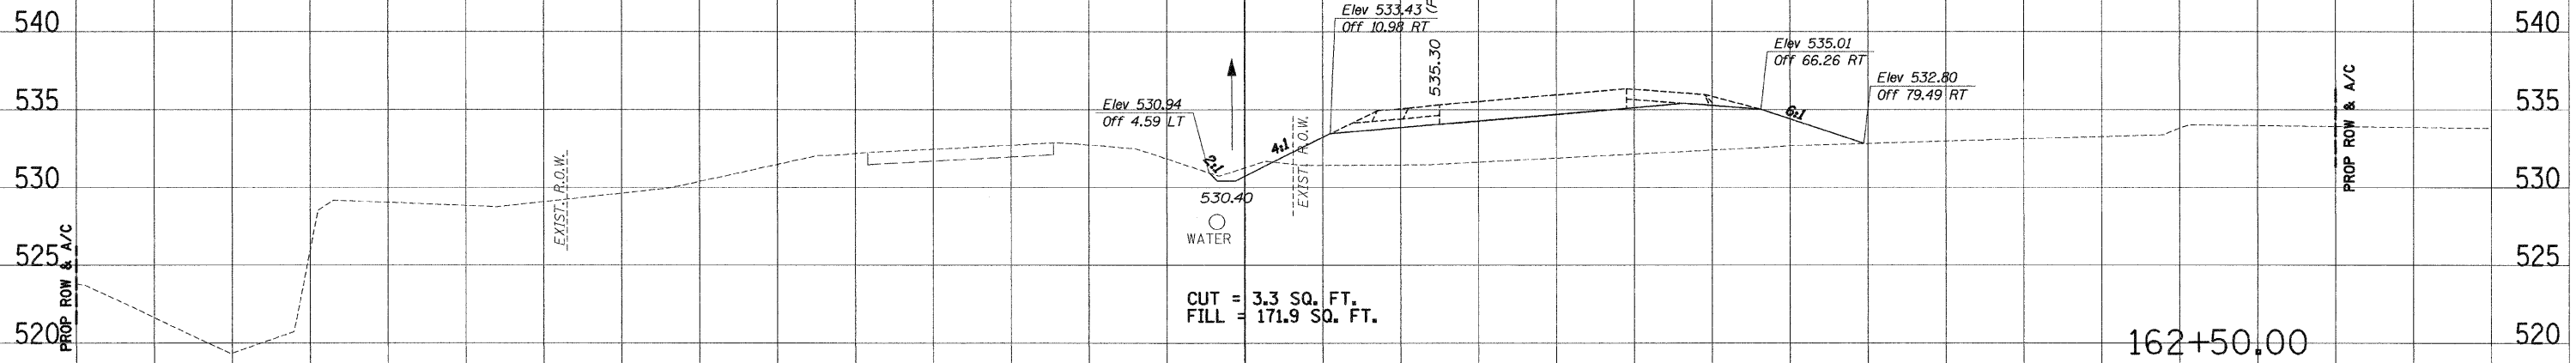 Elev 533.43
Off 10.98 RT
540
540
535.30
Elev 535.01
Off 66.26 RT
Elev 532.80
Off 79.49 RT
Elev 530.94
Off 4.59 LT
535
535
6:1
PROP ROW & A/C
2:1
4:1
EXIST. R.O.W.
EXIST. R.O.W.
530
530
530.40
WATER
525
525
PROP ROW & A/C
CUT = 3.3 SQ. FT.
FILL = 171.9 SQ. FT.
520
520
162+50.00